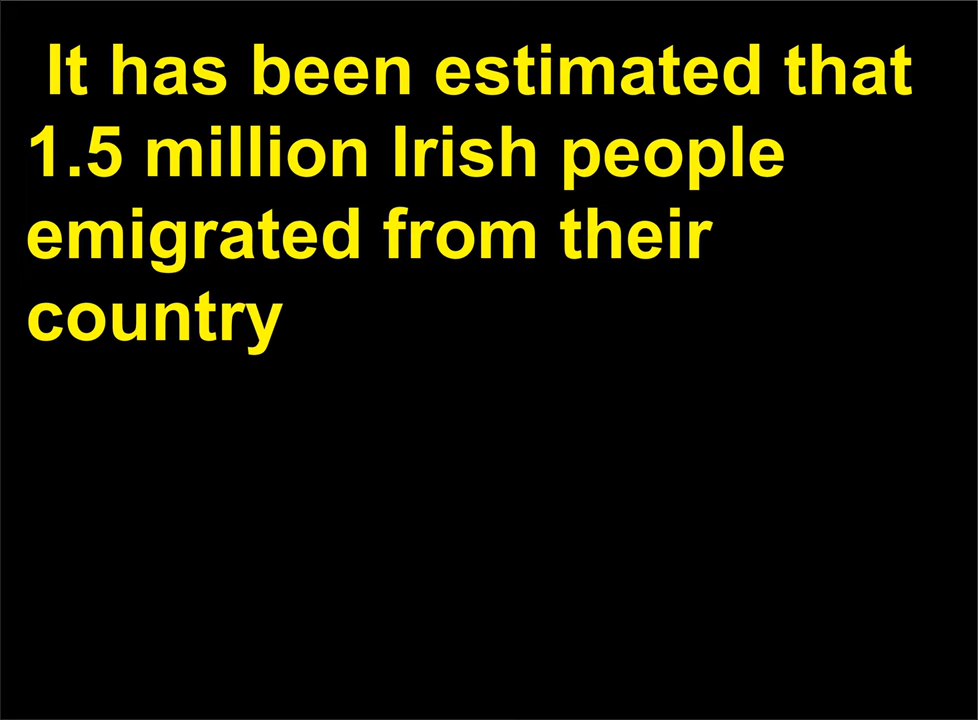 It has been estimated that
1.5 million Irish people
emigrated from their
country